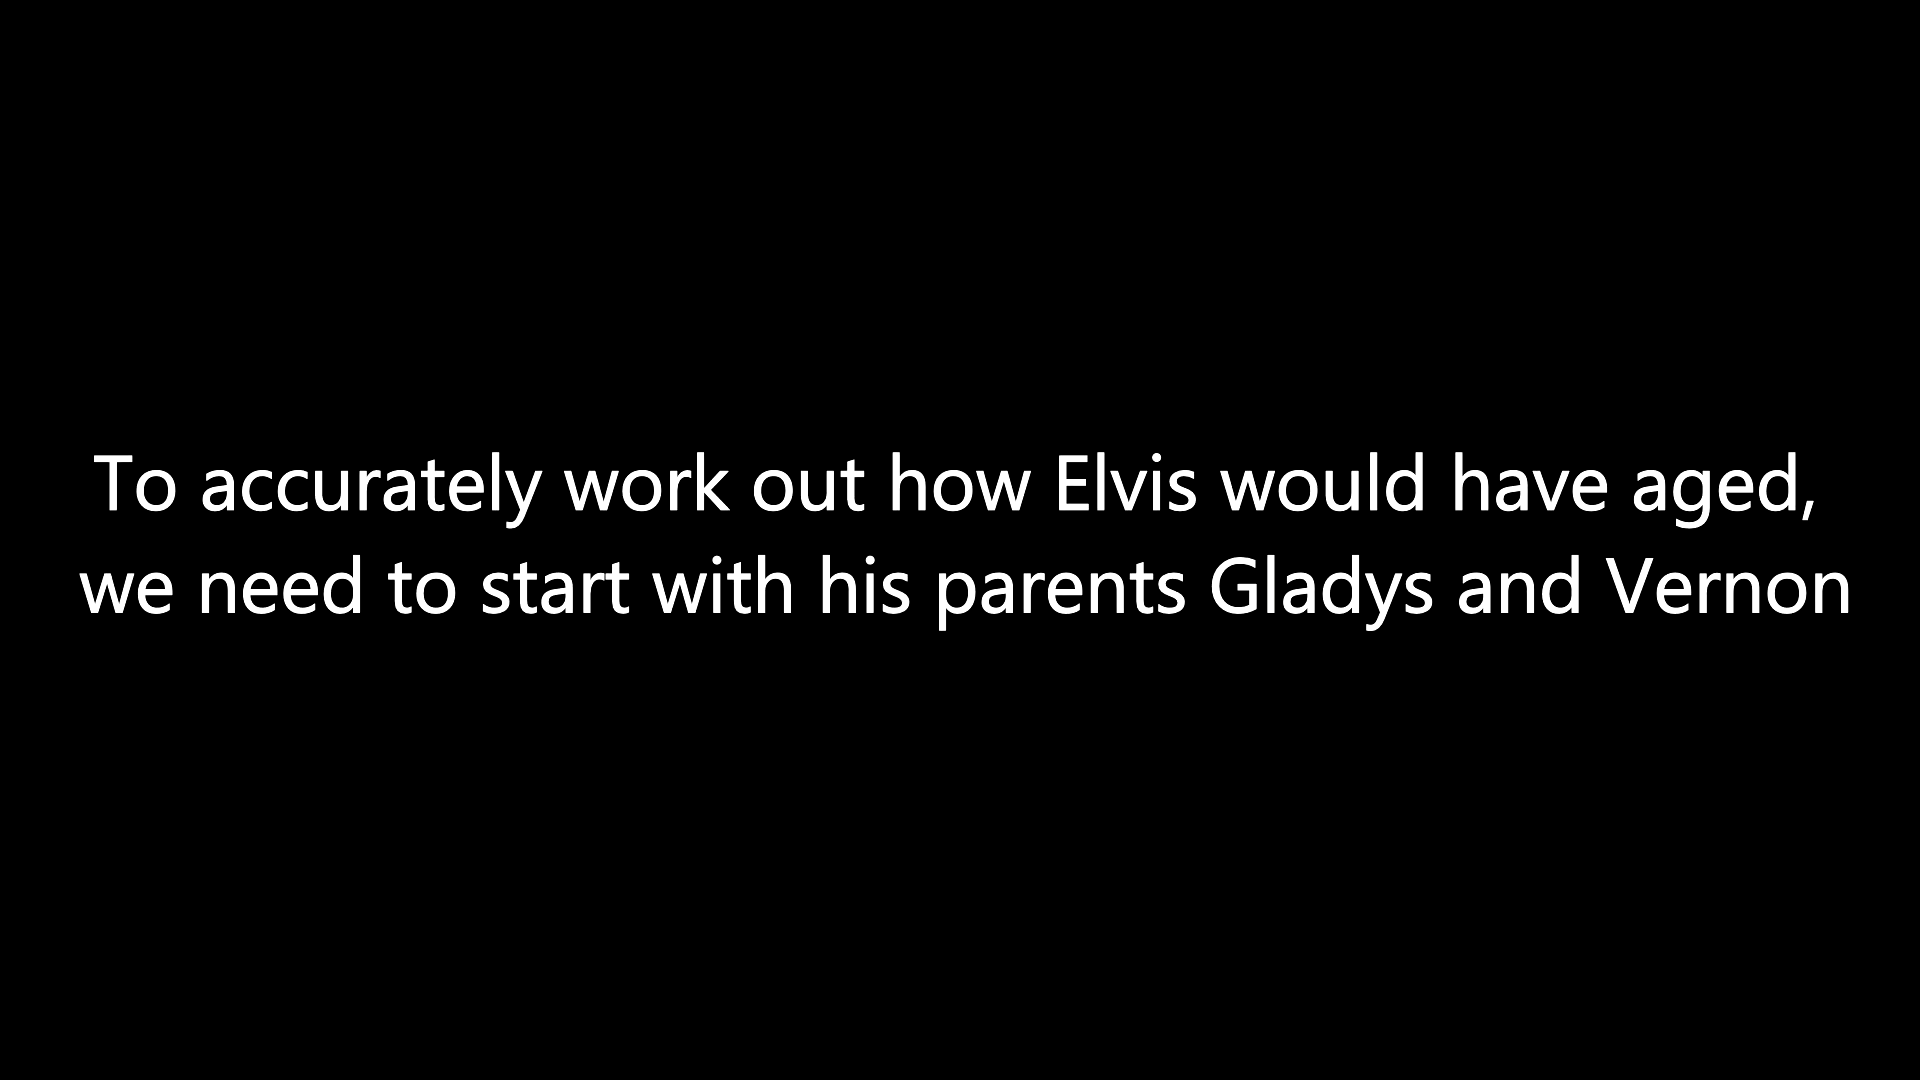 To accurately work out how Elvis would have aged,
we need to start with his parents Gladys and Vernon